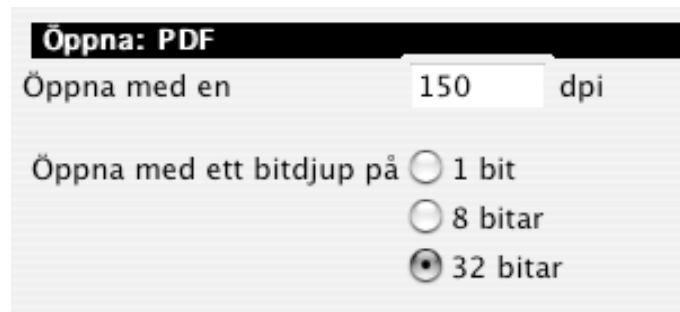 Öppna: PDF
Öppna med en 150 dpi
Öppna med ett bitdjup på 1 bit
8 bitar
32 bitar